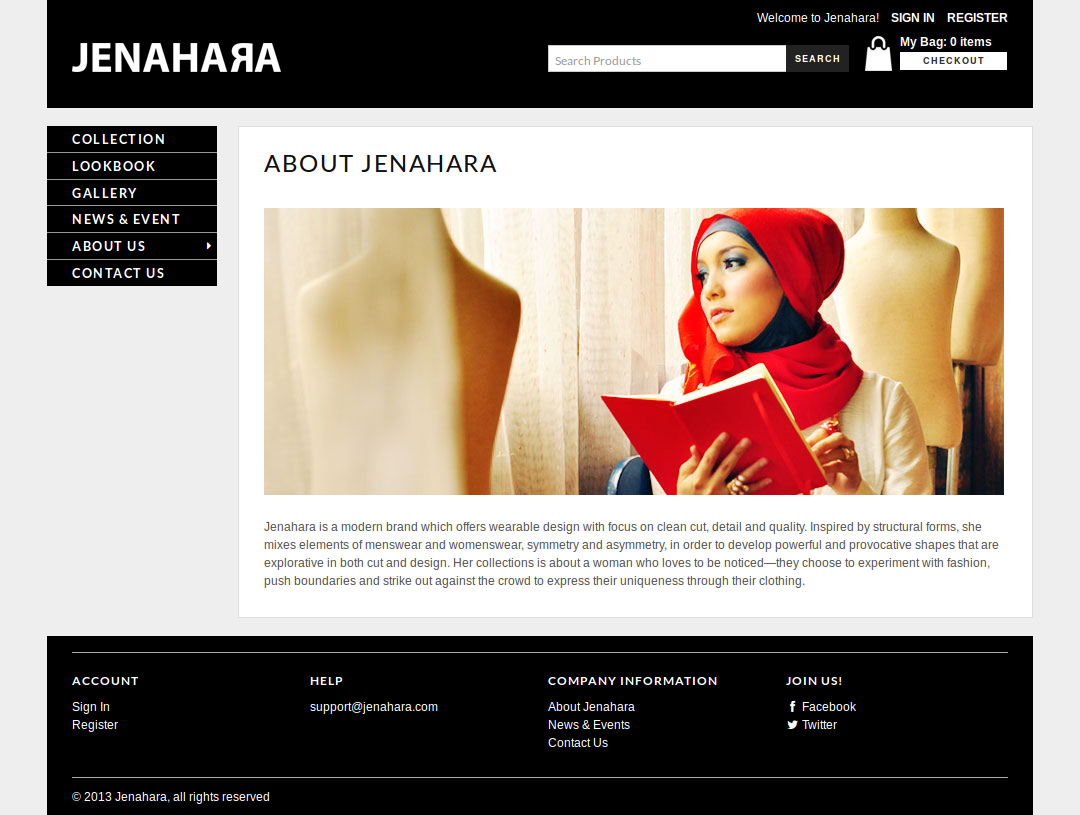 Welcome to Jenahara! SIGN IN REGISTER
JENAHARA
Search Products
SEARCH
My Bag: 0 items
CHECKOUT
COLLECTION
LOOKBOOK
GALLERY
NEWS & EVENT
ABOUT US
CONTACT US
ABOUT JENAHARA
Jenahara is a modern brand which offers wearable design with focus on clean cut, detail and quality. Inspired by structural forms, she
mixes elements of menswear and womenswear, symmetry and asymmetry, in order to develop powerful and provocative shapes that are
explorative in both cut and design. Her collections is about a woman who loves to be noticed—they choose to experiment with fashion,
push boundaries and strike out against the crowd to express their uniqueness through their clothing.
ACCOUNT
Sign In
Register
HELP
support@jenahara.com
COMPANY INFORMATION
About Jenahara
News & Events
Contact Us
JOIN US!
Facebook
Twitter
© 2013 Jenahara, all rights reserved